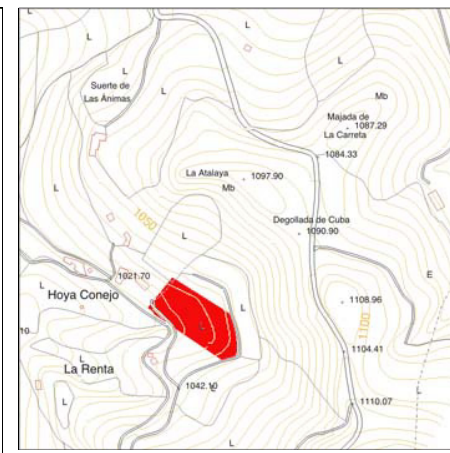 L
L
L
L
L
Suerte de
Las Ánimas
Mb
Majada de
1087.29
La Carreta
1084.33
La Atalaya
1097.90
Mb
L
1050
Degollada de Cuba
1090.90
L
1021.70
E
Hoya Conejo
L
1108.96
10
L
1100
La Renta
L
1104.41
1042.10
L
L
1110.07
L
L